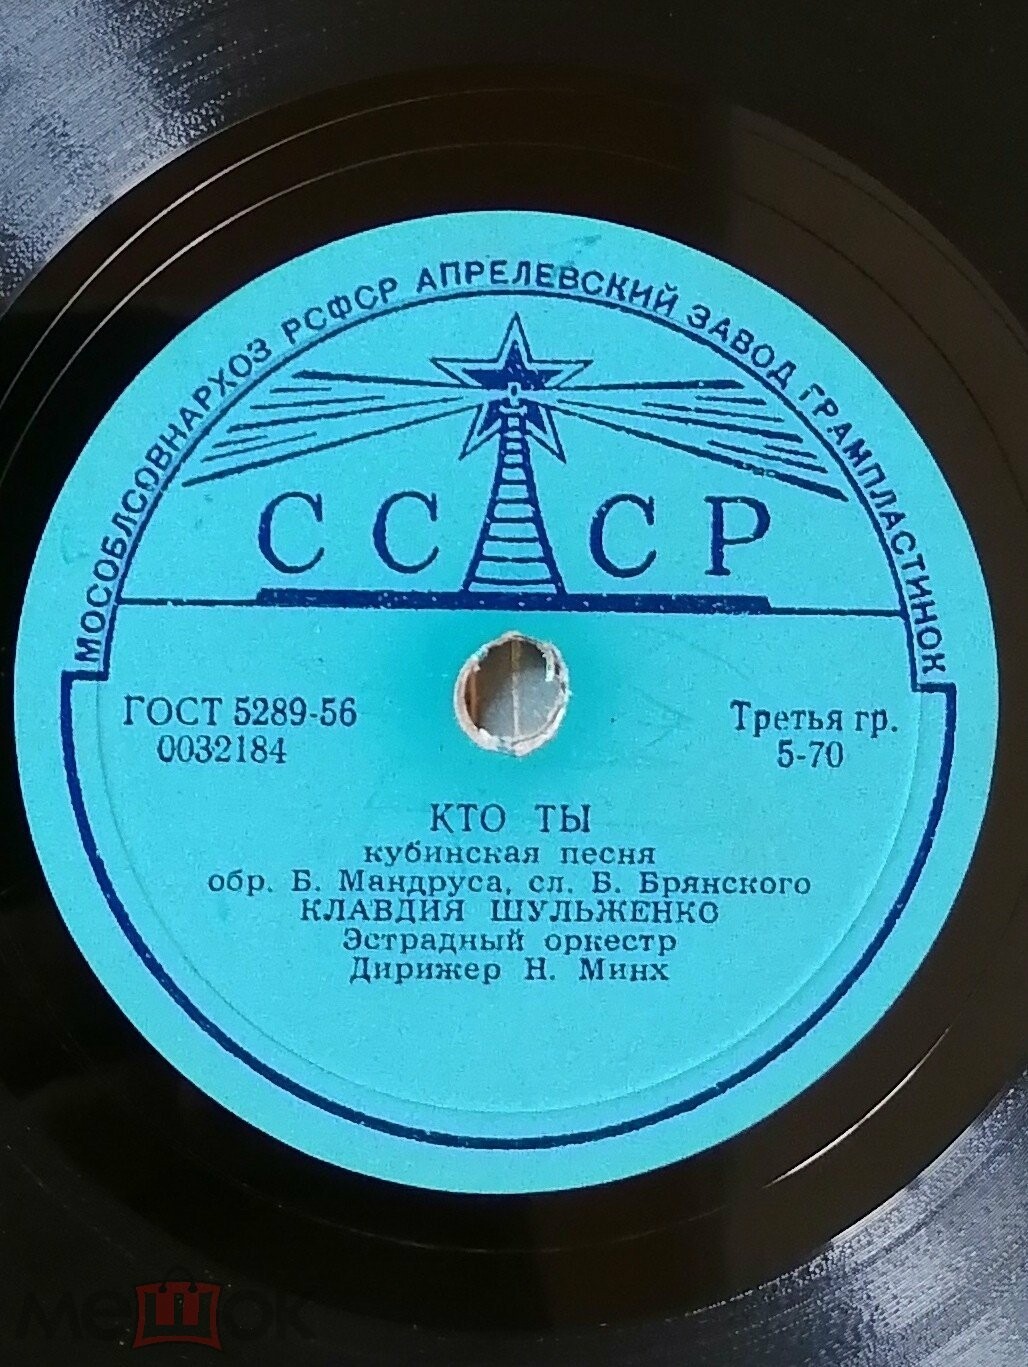 МОСОБЛСОВНАРХОЗ РСФСР АПРЕЛЕВСКИЙ ЗАВОД ГРАМПЛАСТИНОК
СССР
ГОСТ 5289-56
0032184
Третья гр.
5-70
КТО ТЫ
кубинская песня
обр. Б. Мандруса, сл. Б. Брянского
КЛАВДИЯ ШУЛЬЖЕНКО
Эстрадный оркестр
Дирижер Н. Минх
мешок